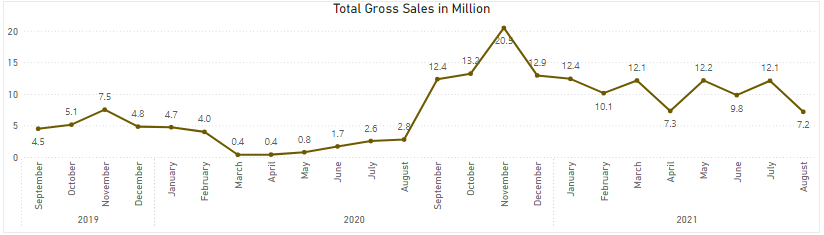 Total Gross Sales in Million
20
15
10
5
0
4.5
5.1
7.5
4.8
4.7
4.0
0.4
0.4
0.8
1.7
2.6
2.8
12.4
13.2
20.5
12.9
12.4
10.1
12.1
7.3
12.2
9.8
12.1
7.2
September
October
November
December
January
February
March
April
May
June
July
August
September
October
November
December
January
February
March
April
May
June
July
August
2019
2020
2021